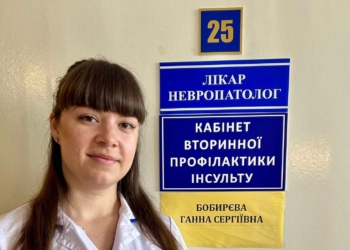 25
ЛІКАР
НЕВРОПАТОЛОГ
КАБІНЕТ
ВТОРИННОЇ
ПРОФІЛАКТИКИ
ІНСУЛЬТУ
БОБИРЄВА
ГАННА СЕРГІЇВНА